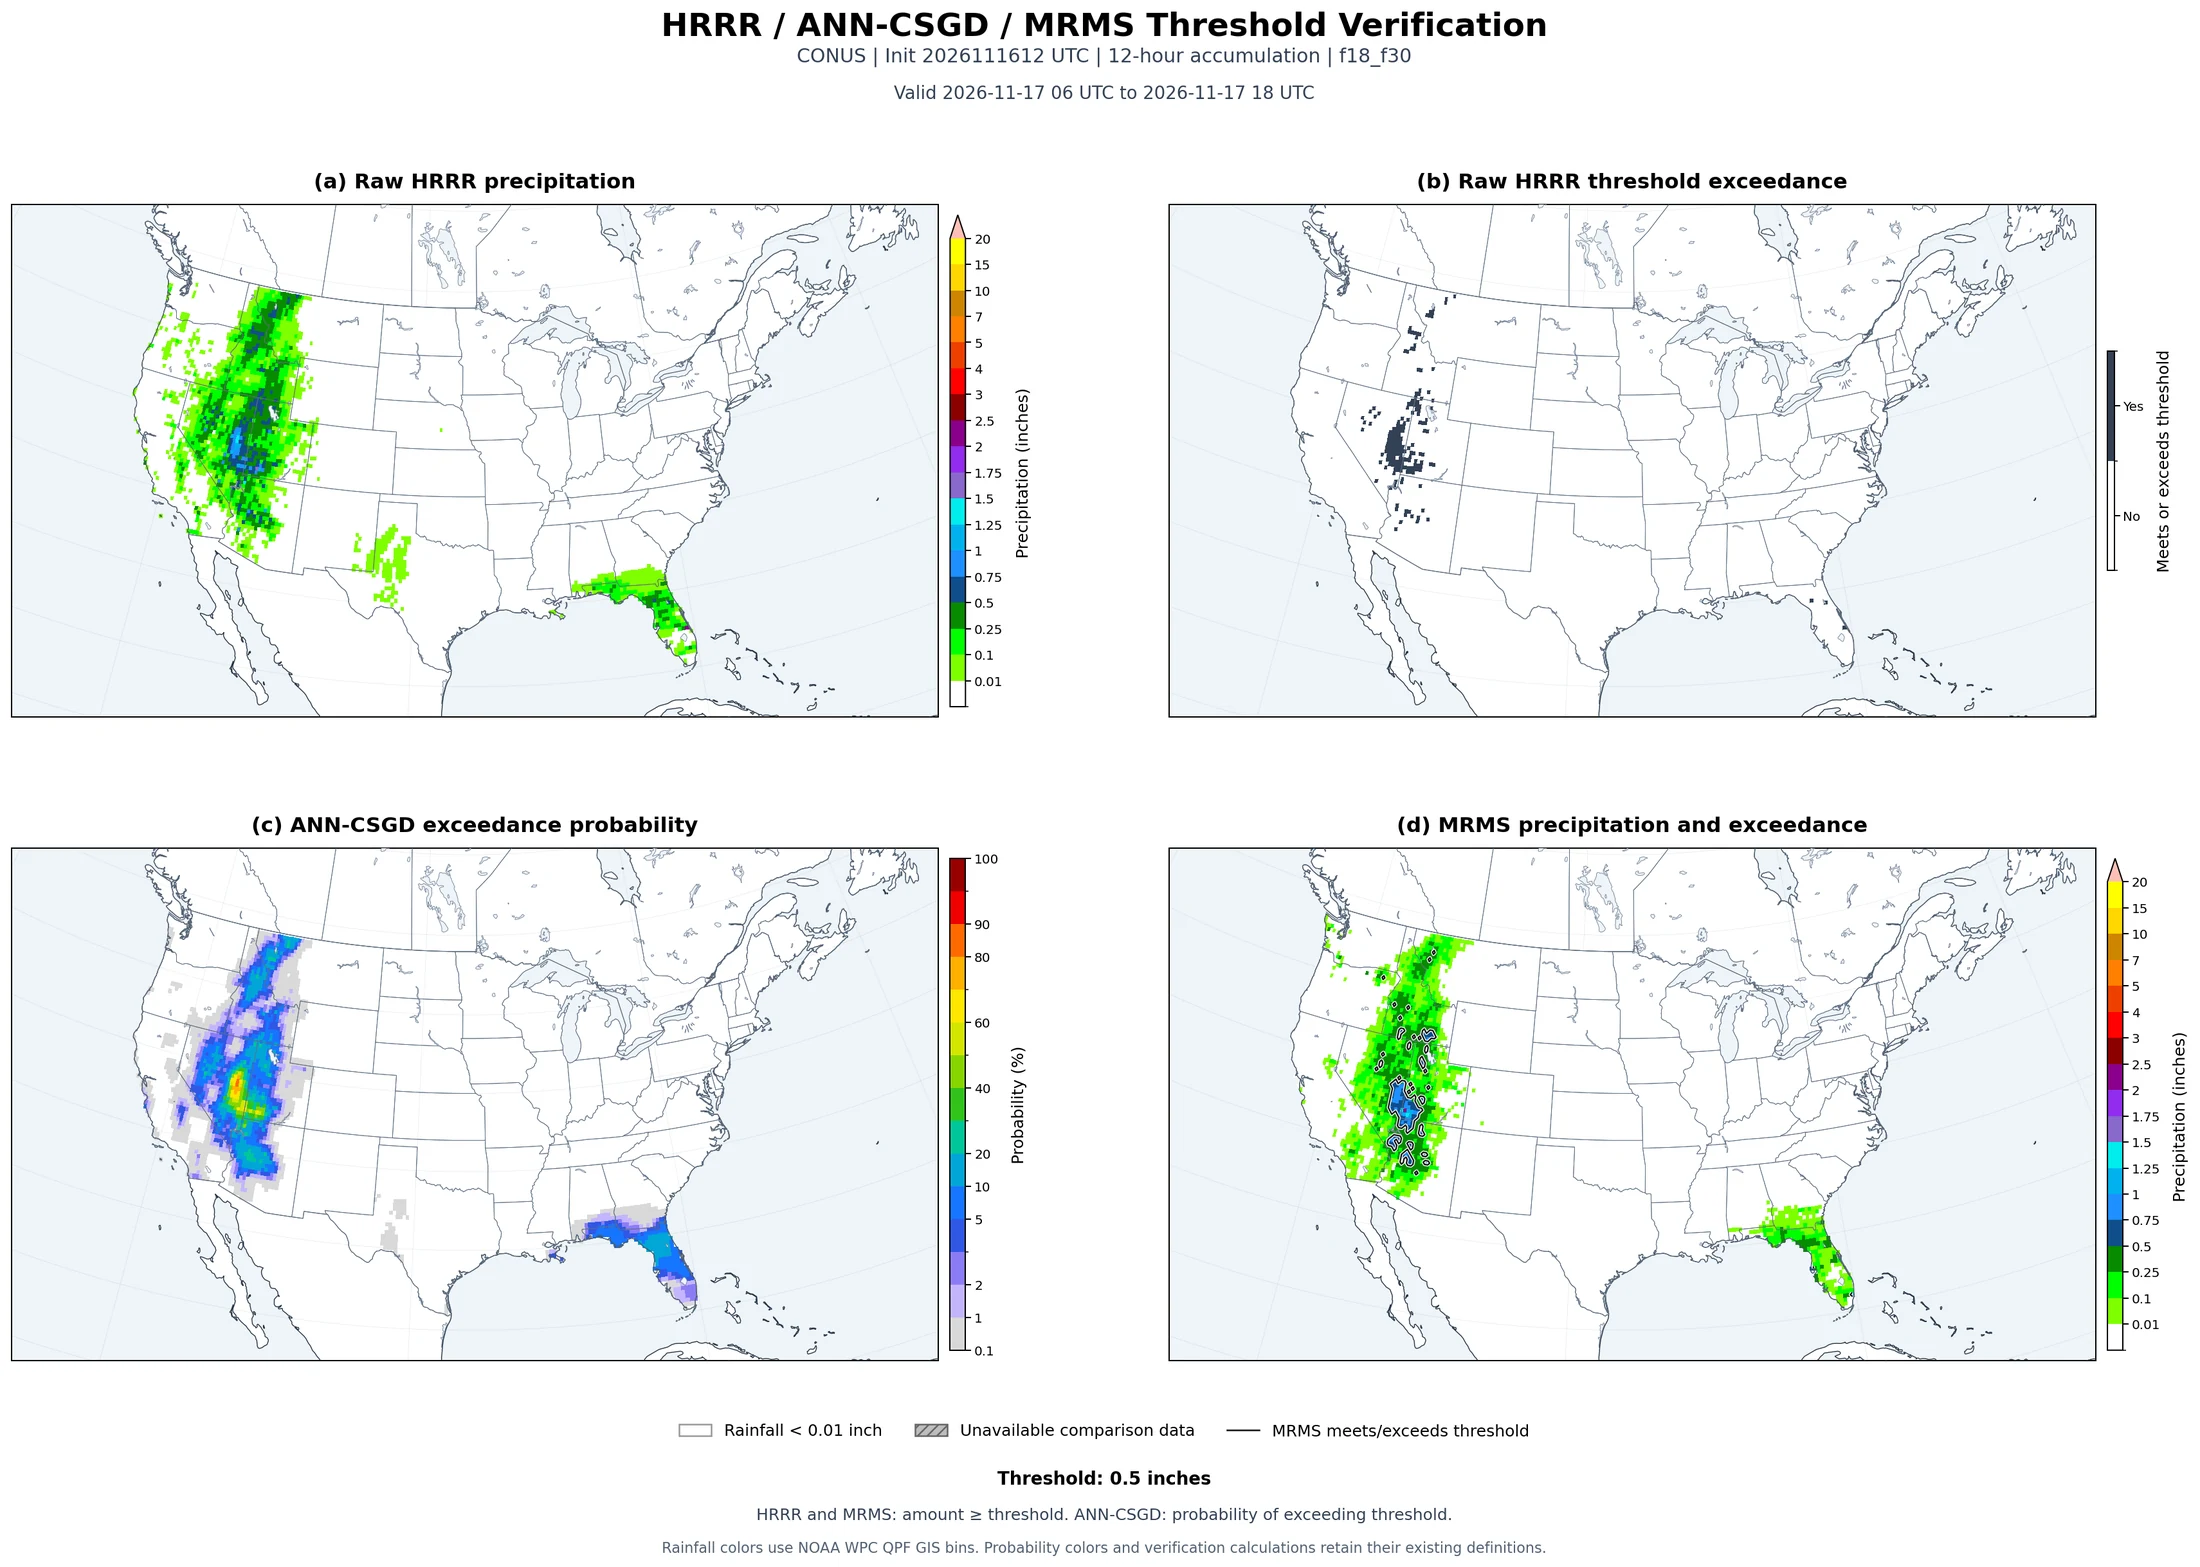 HRRR / ANN-CSGD / MRMS Threshold Verification
CONUS | Init 2026111612 UTC | 12-hour accumulation | f18_f30
Valid 2026-11-17 06 UTC to 2026-11-17 18 UTC
(a) Raw HRRR precipitation
20
15
10
7
5
4
3
2.5
2
1.75
1.5
1.25
1
0.75
0.5
0.25
0.1
0.01
Precipitation (inches)
(b) Raw HRRR threshold exceedance
Yes
No
Meets or exceeds threshold
(c) ANN-CSGD exceedance probability
100
90
80
60
40
20
10
5
2
1
0.1
Probability (%)
(d) MRMS precipitation and exceedance
20
15
10
7
5
4
3
2.5
2
1.75
1.5
1.25
1
0.75
0.5
0.25
0.1
0.01
Precipitation (inches)
Rainfall < 0.01 inch
Unavailable comparison data
MRMS meets/exceeds threshold
Threshold: 0.5 inches
HRRR and MRMS: amount ≥ threshold. ANN-CSGD: probability of exceeding threshold.
Rainfall colors use NOAA WPC QPF GIS bins. Probability colors and verification calculations retain their existing definitions.